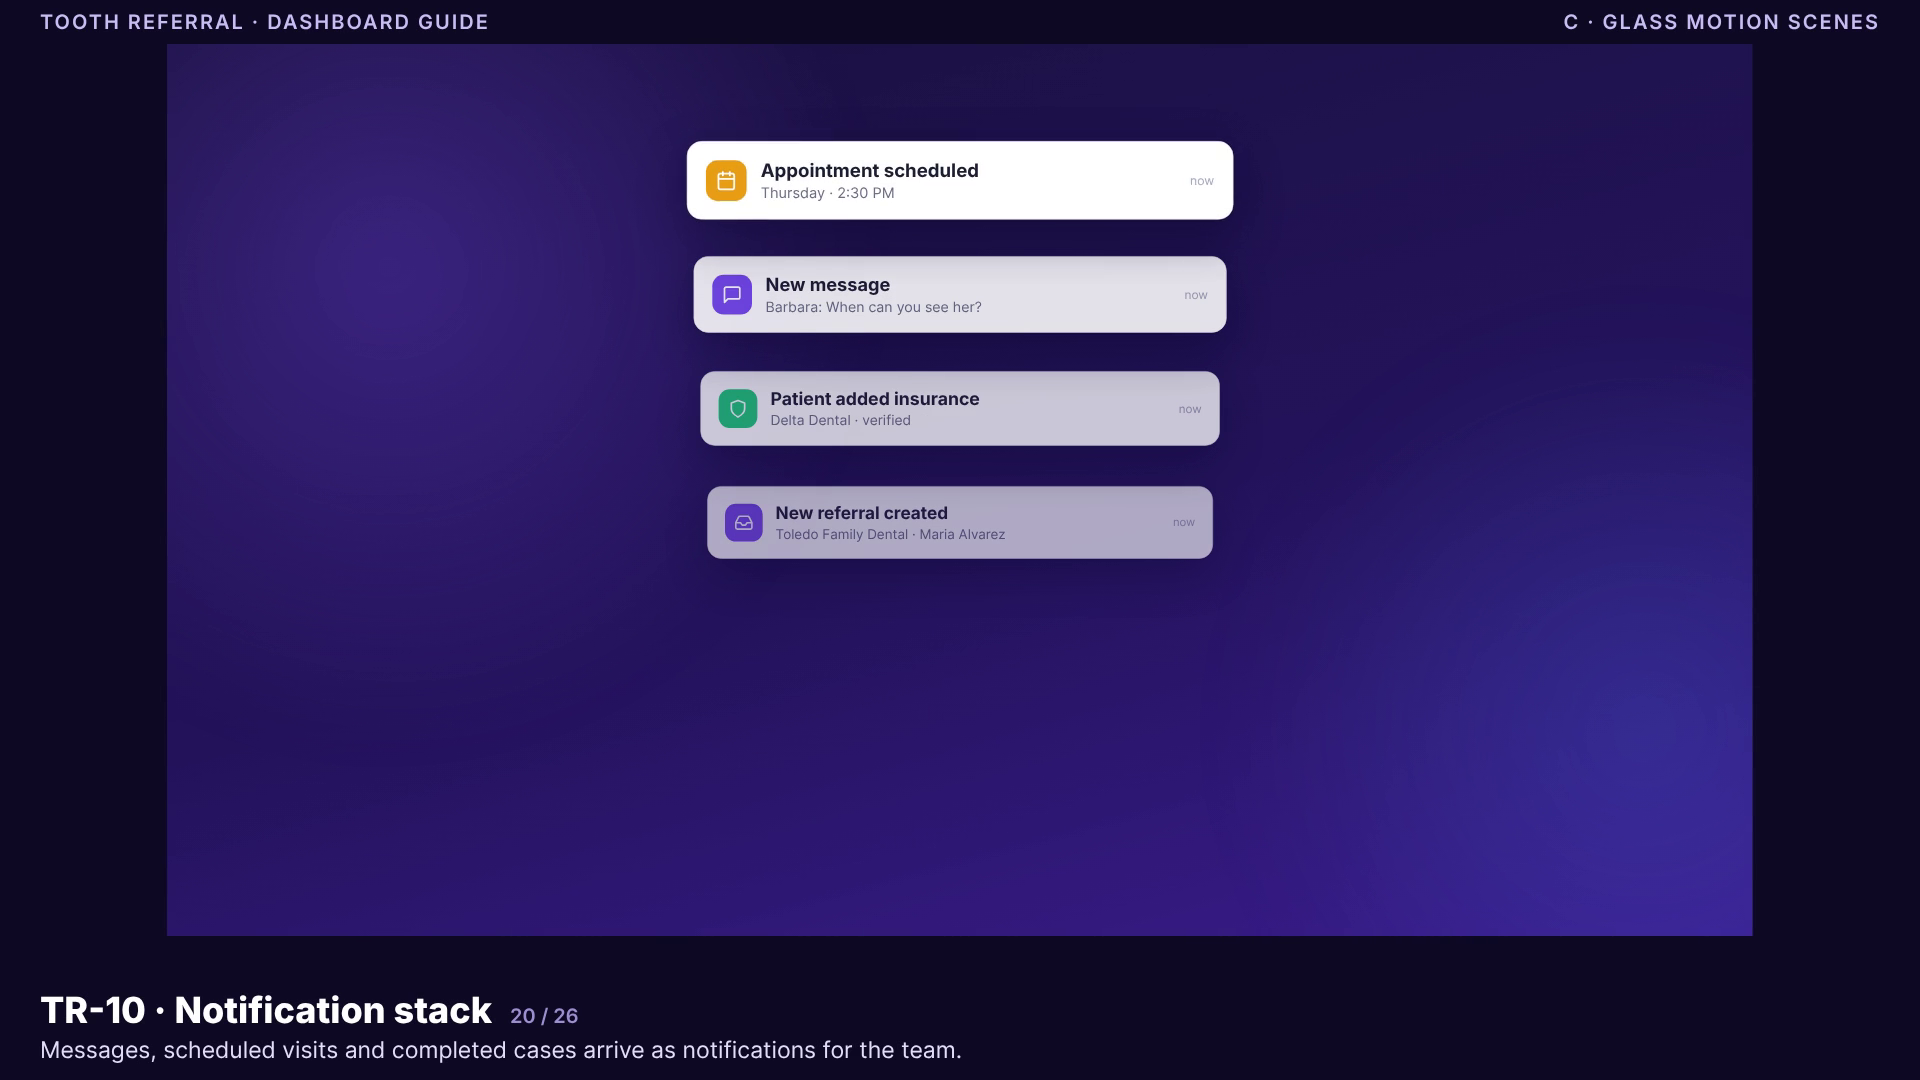 TOOTH REFERRAL · DASHBOARD GUIDE
C · GLASS MOTION SCENES
Appointment scheduled
Thursday · 2:30 PM
now
New message
Barbara: When can you see her?
now
Patient added insurance
Delta Dental · verified
now
New referral created
Toledo Family Dental · Maria Alvarez
now
TR-10 · Notification stack 20 / 26
Messages, scheduled visits and completed cases arrive as notifications for the team.